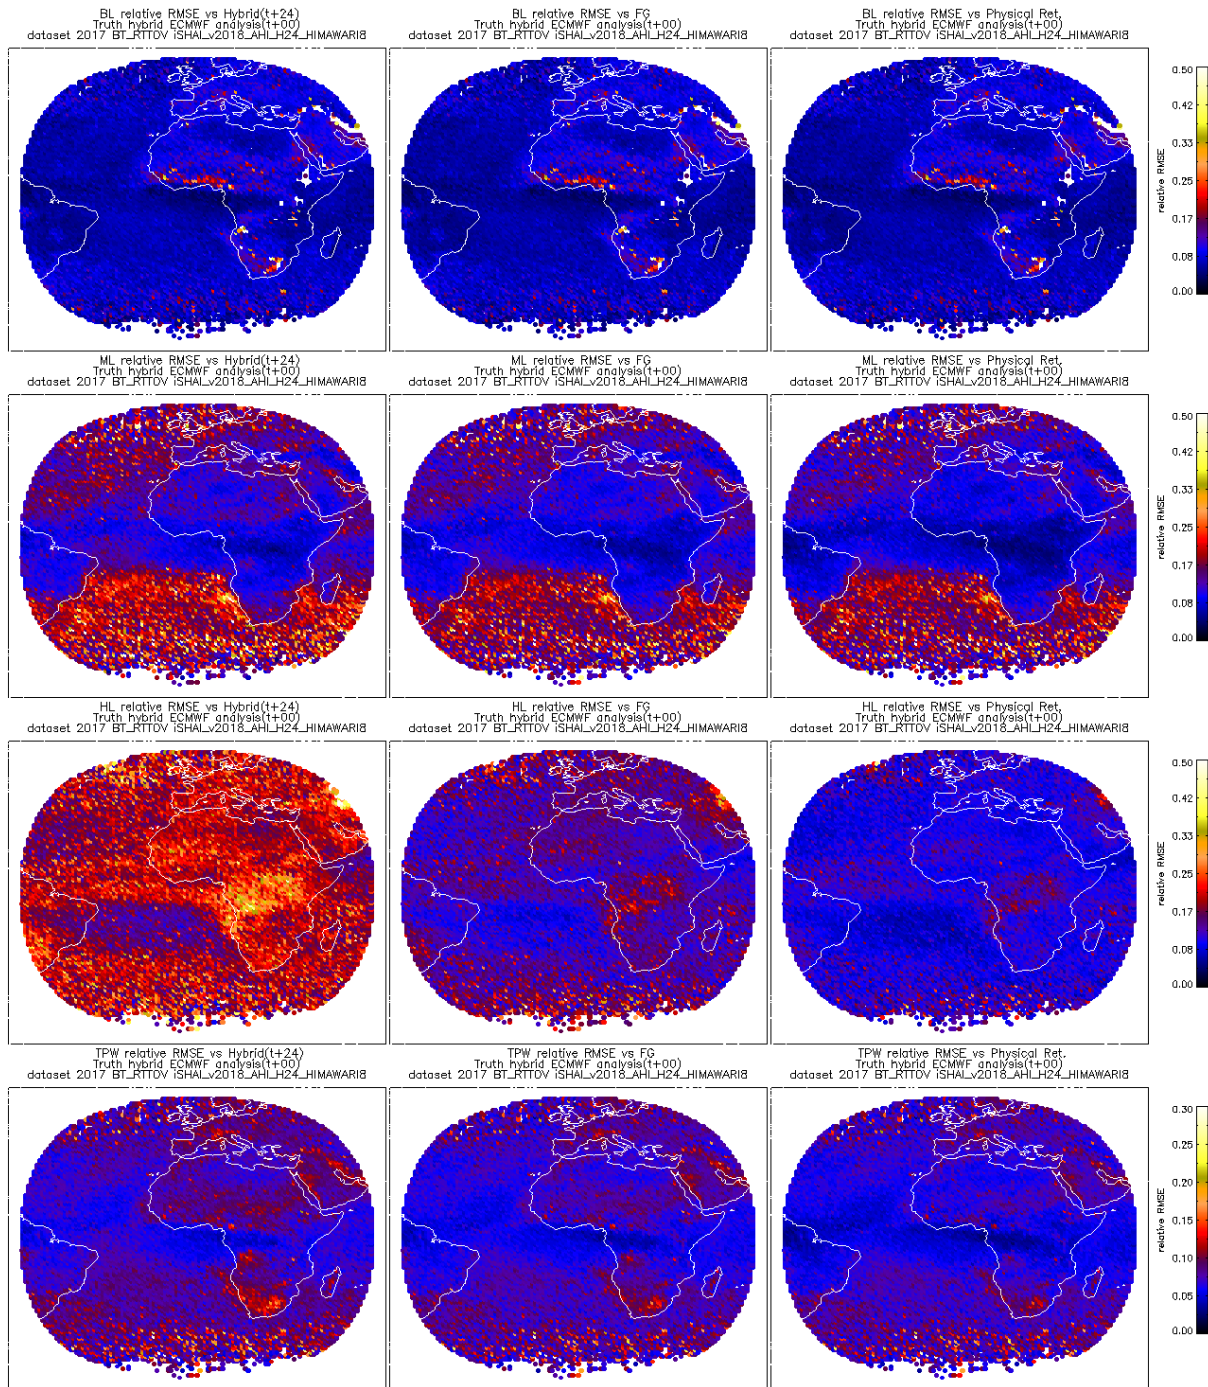 BL relative RMSE vs Hybrid(t+24)
Truth hybrid ECMWF analysis(t+00)
dataset 2017 BT_RTTOV iSHAI_v2018_AHI_H24_HIMAWARI8
BL relative RMSE vs FG
Truth hybrid ECMWF analysis(t+00)
dataset 2017 BT_RTTOV iSHAI_v2018_AHI_H24_HIMAWARI8
BL relative RMSE vs Physical Ret.
Truth hybrid ECMWF analysis(t+00)
dataset 2017 BT_RTTOV iSHAI_v2018_AHI_H24_HIMAWARI8
0.50
0.42
0.33
0.25
0.17
0.08
0.00
relative RMSE
ML relative RMSE vs Hybrid(t+24)
Truth hybrid ECMWF analysis(t+00)
dataset 2017 BT_RTTOV iSHAI_v2018_AHI_H24_HIMAWARI8
ML relative RMSE vs FG
Truth hybrid ECMWF analysis(t+00)
dataset 2017 BT_RTTOV iSHAI_v2018_AHI_H24_HIMAWARI8
ML relative RMSE vs Physical Ret.
Truth hybrid ECMWF analysis(t+00)
dataset 2017 BT_RTTOV iSHAI_v2018_AHI_H24_HIMAWARI8
0.50
0.42
0.33
0.25
0.17
0.08
0.00
relative RMSE
HL relative RMSE vs Hybrid(t+24)
Truth hybrid ECMWF analysis(t+00)
dataset 2017 BT_RTTOV iSHAI_v2018_AHI_H24_HIMAWARI8
HL relative RMSE vs FG
Truth hybrid ECMWF analysis(t+00)
dataset 2017 BT_RTTOV iSHAI_v2018_AHI_H24_HIMAWARI8
HL relative RMSE vs Physical Ret.
Truth hybrid ECMWF analysis(t+00)
dataset 2017 BT_RTTOV iSHAI_v2018_AHI_H24_HIMAWARI8
0.50
0.42
0.33
0.25
0.17
0.08
0.00
relative RMSE
TPW relative RMSE vs Hybrid(t+24)
Truth hybrid ECMWF analysis(t+00)
dataset 2017 BT_RTTOV iSHAI_v2018_AHI_H24_HIMAWARI8
TPW relative RMSE vs FG
Truth hybrid ECMWF analysis(t+00)
dataset 2017 BT_RTTOV iSHAI_v2018_AHI_H24_HIMAWARI8
TPW relative RMSE vs Physical Ret.
Truth hybrid ECMWF analysis(t+00)
dataset 2017 BT_RTTOV iSHAI_v2018_AHI_H24_HIMAWARI8
0.30
0.25
0.20
0.15
0.10
0.05
0.00
relative RMSE